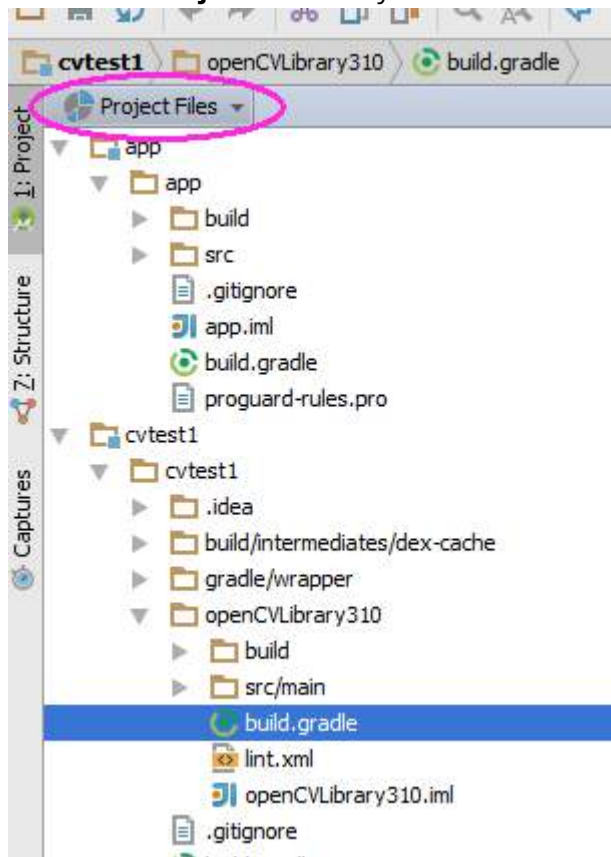 cvtest1 openCVLibrary310 build.gradle
Project Files
1: Project
7: Structure
Captures
app
app
build
src
.gitignore
app.iml
build.gradle
proguard-rules.pro
cvtest1
cvtest1
.idea
build/intermediates/dex-cache
gradle/wrapper
openCVLibrary310
build
src/main
build.gradle
lint.xml
openCVLibrary310.iml
.gitignore